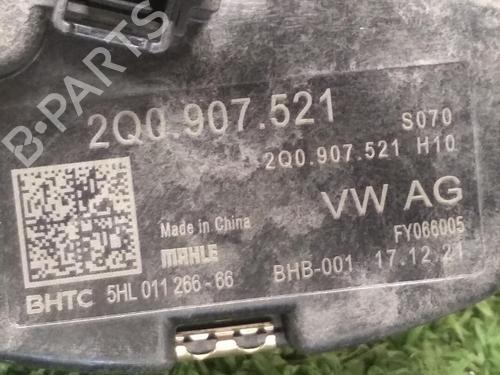 B-PARTS
2Q0.907.521
S070
2Q0.907.521 H10
VW AG
Made in China
MAHLE
FY066005
BHTC 5HL 011 266-66
BHB-001 17.12.21